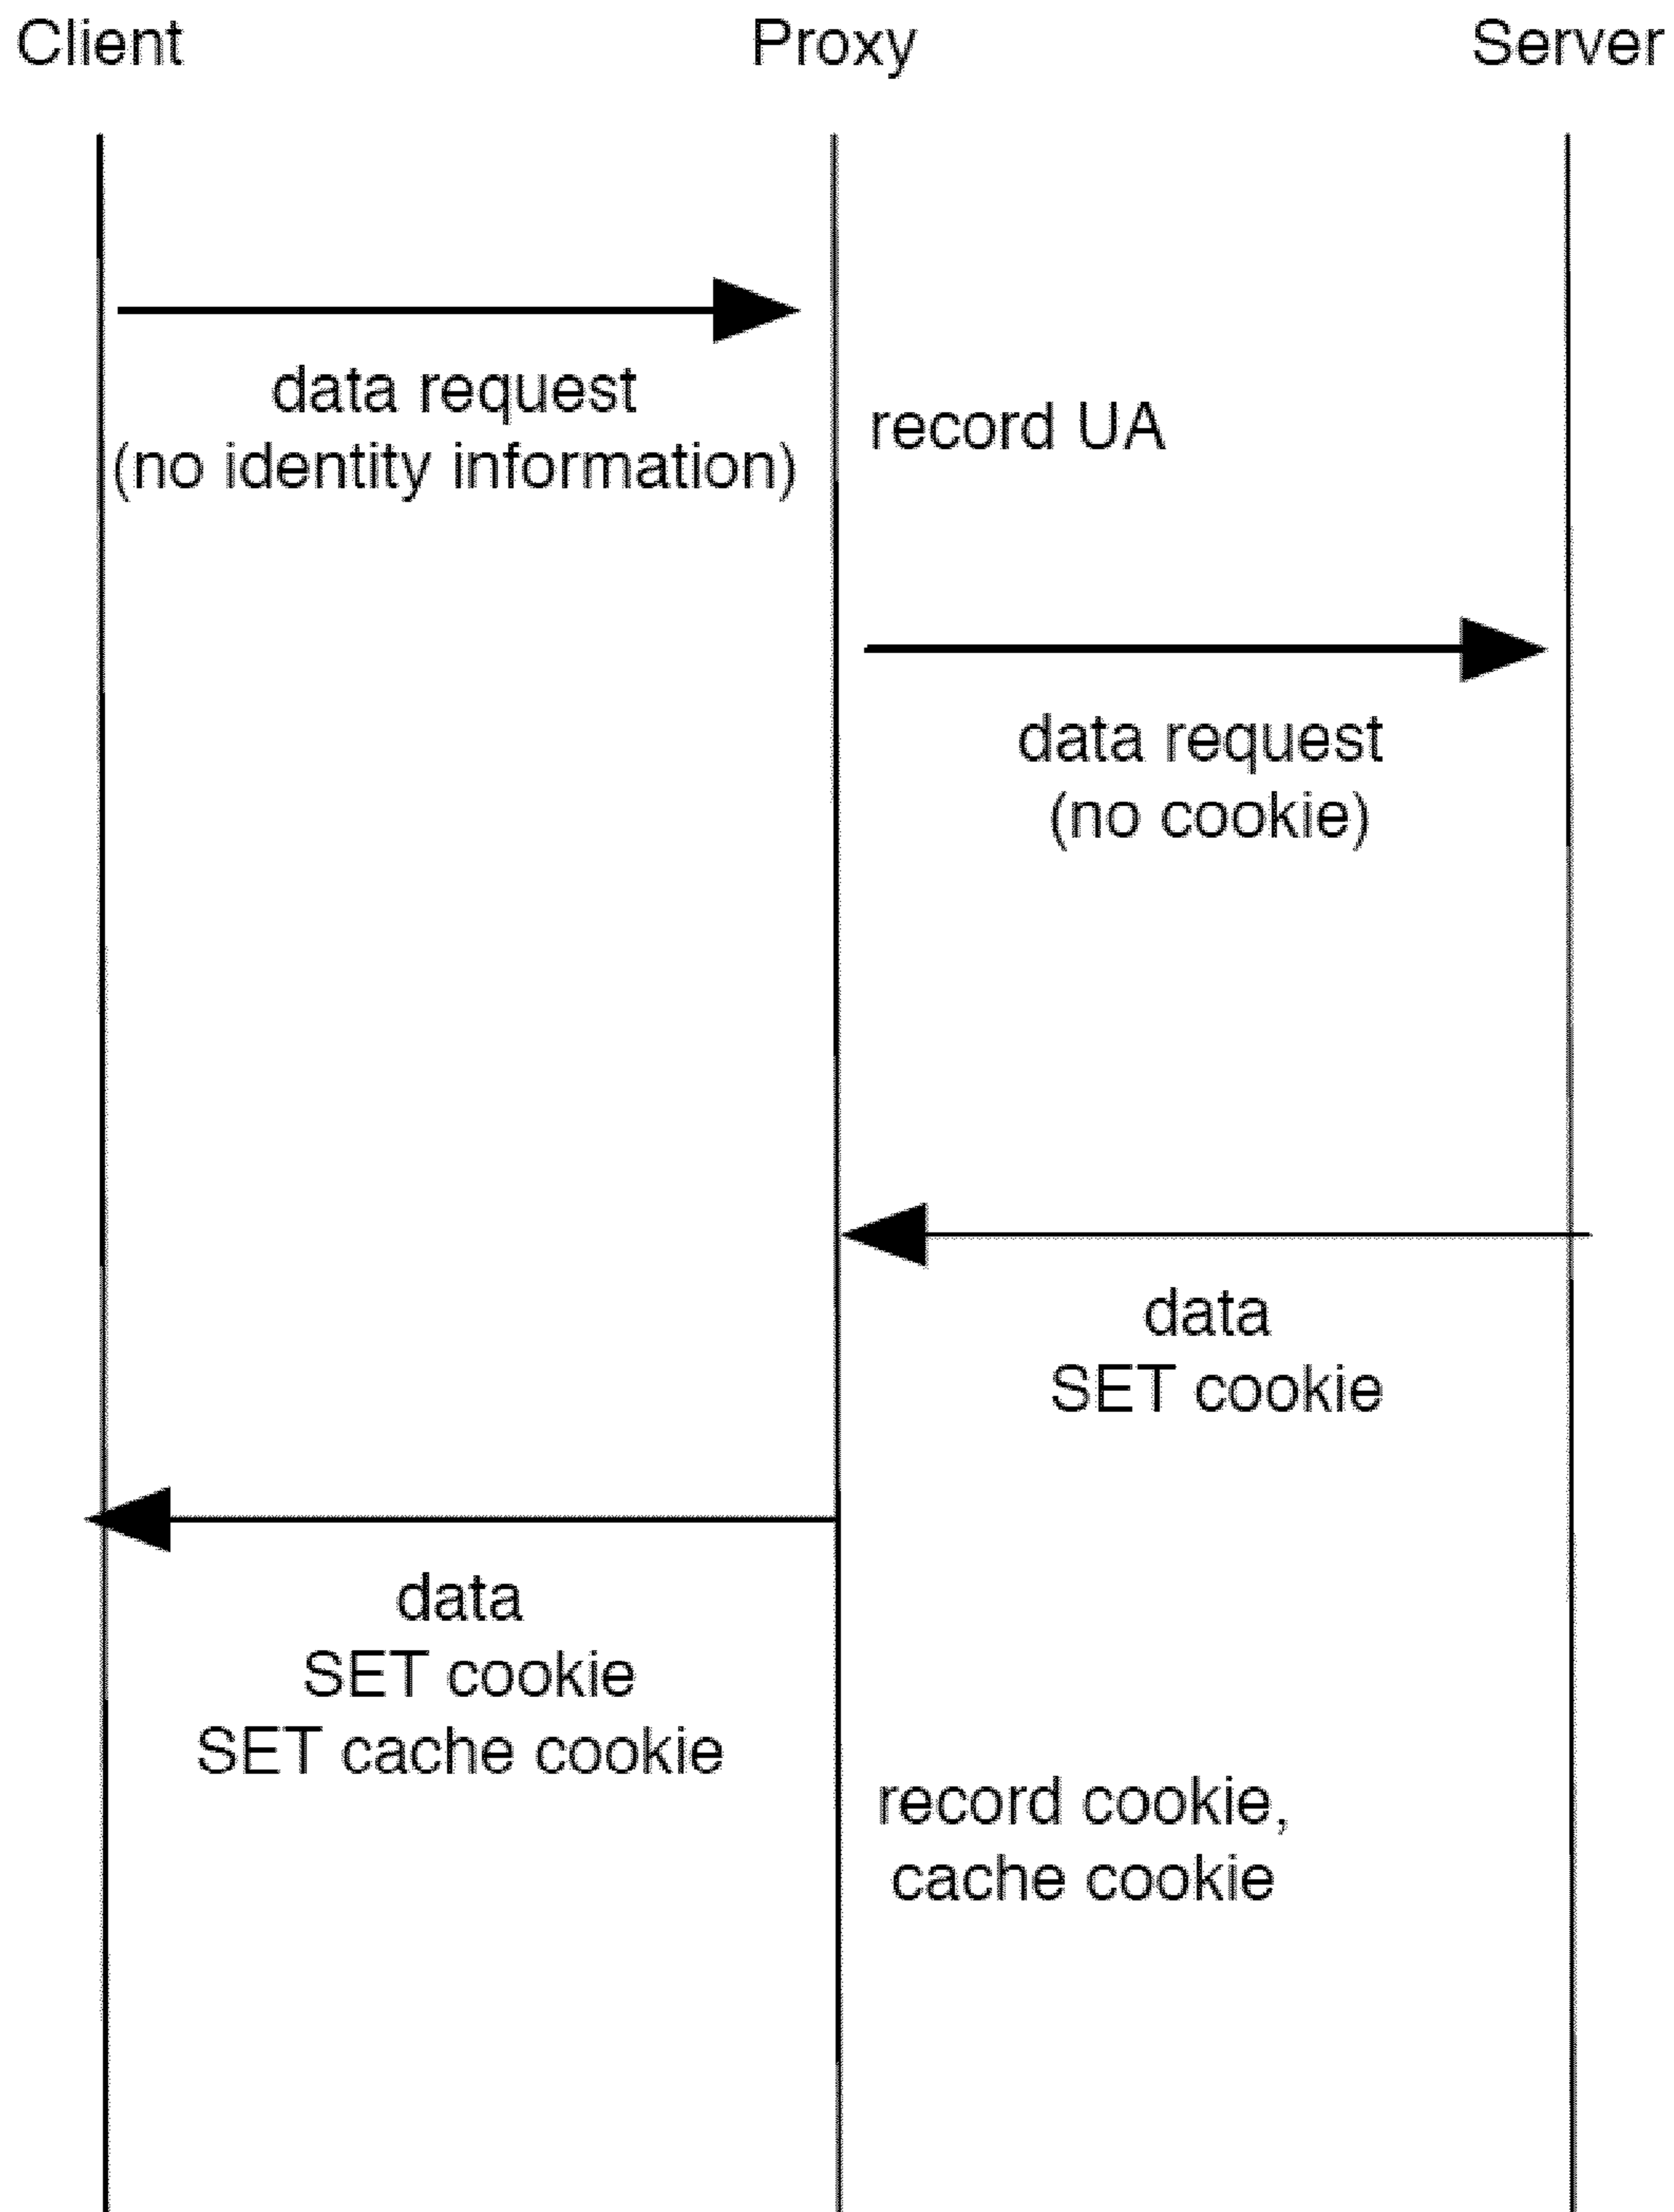 Client
Proxy
Server
data request
(no identity information)
record UA
data request
(no cookie)
data
SET cookie
data
SET cookie
SET cache cookie
record cookie,
cache cookie